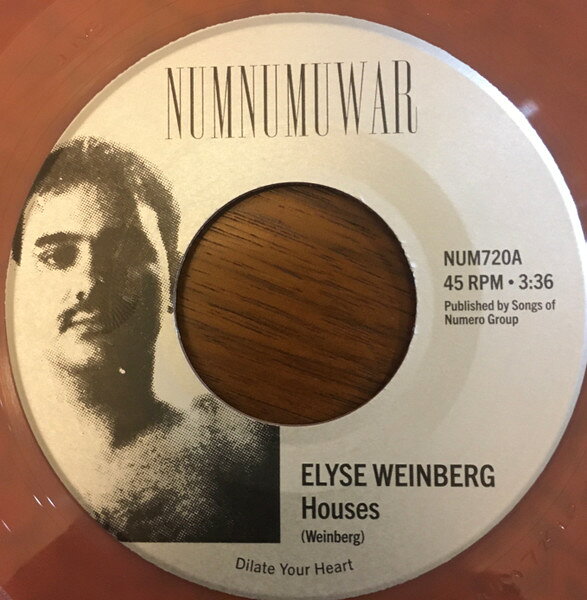 NUMNUMUWAR
NUM720A
45 RPM • 3:36
Published by Songs of
Numero Group
ELYSE WEINBERG
Houses
(Weinberg)
Dilate Your Heart